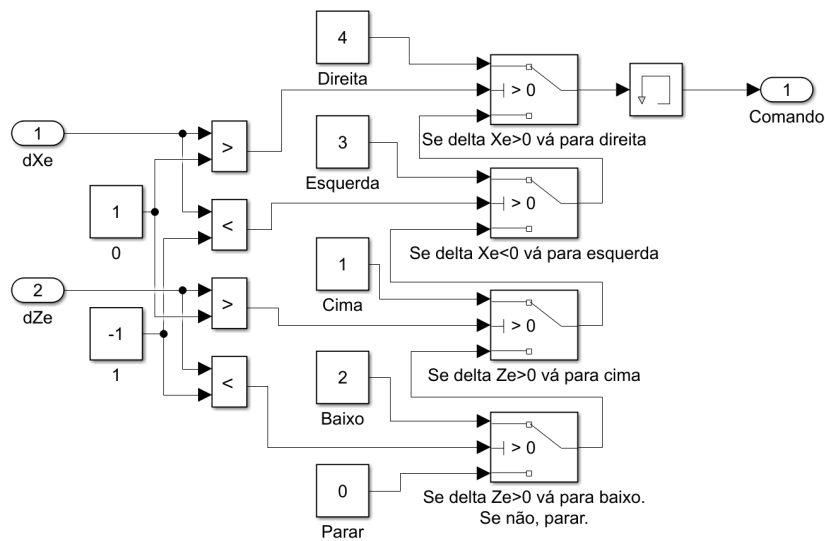 4
Direita
> 0
Se delta Xe>0 vá para direita
1
Comando
1
dXe
>
3
Esquerda
> 0
Se delta Xe<0 vá para esquerda
1
0
<
2
dZe
>
1
Cima
> 0
Se delta Ze>0 vá para cima
-1
1
<
2
Baixo
> 0
Se delta Ze>0 vá para baixo.
Se não, parar.
0
Parar